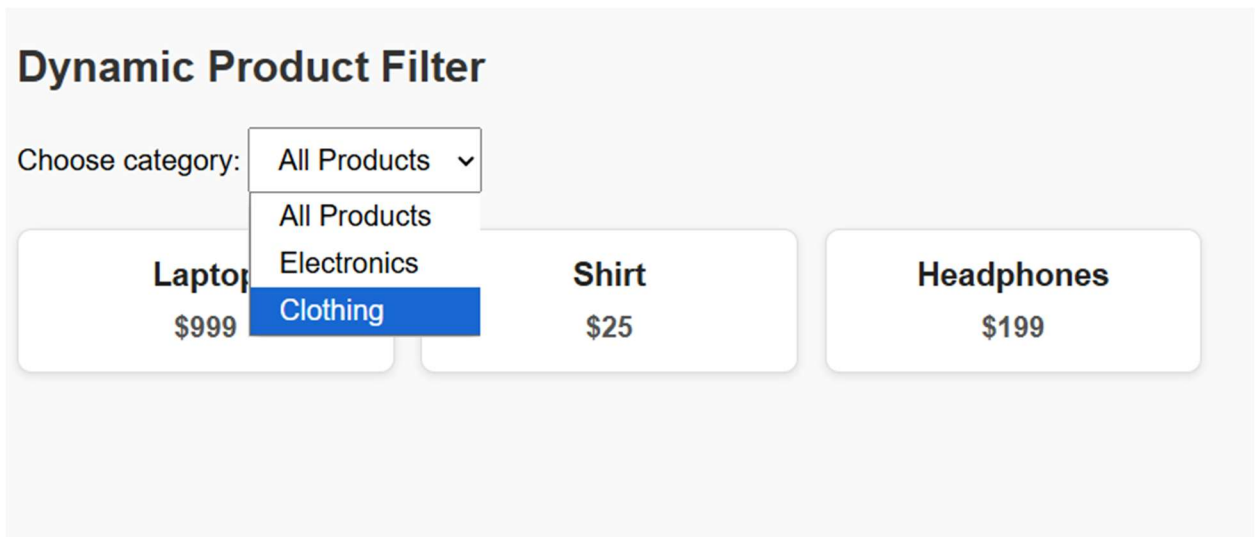 Dynamic Product Filter
Choose category: All Products
All Products
Electronics
Clothing
Shirt
Headphones
$999
$25
$199